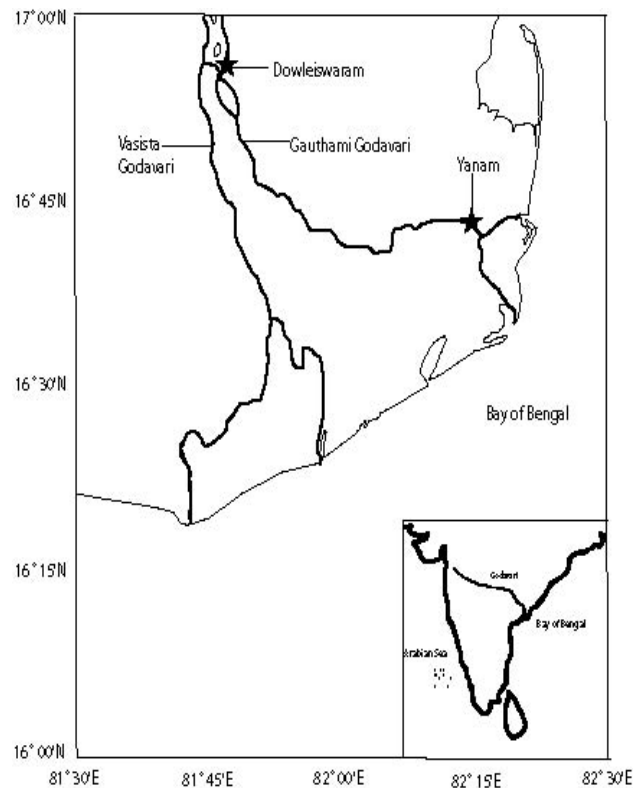 17°00'N
Dowleiswaram
Vasista
Godavari
Gauthami Godavari
Yanam
16°45'N
16°30'N
Bay of Bengal
16°15'N
Godavari
Bay of Bengal
Arabian Sea
16°00'N
81°30'E
81°45'E
82°00'E
82°15'E
82°30'E